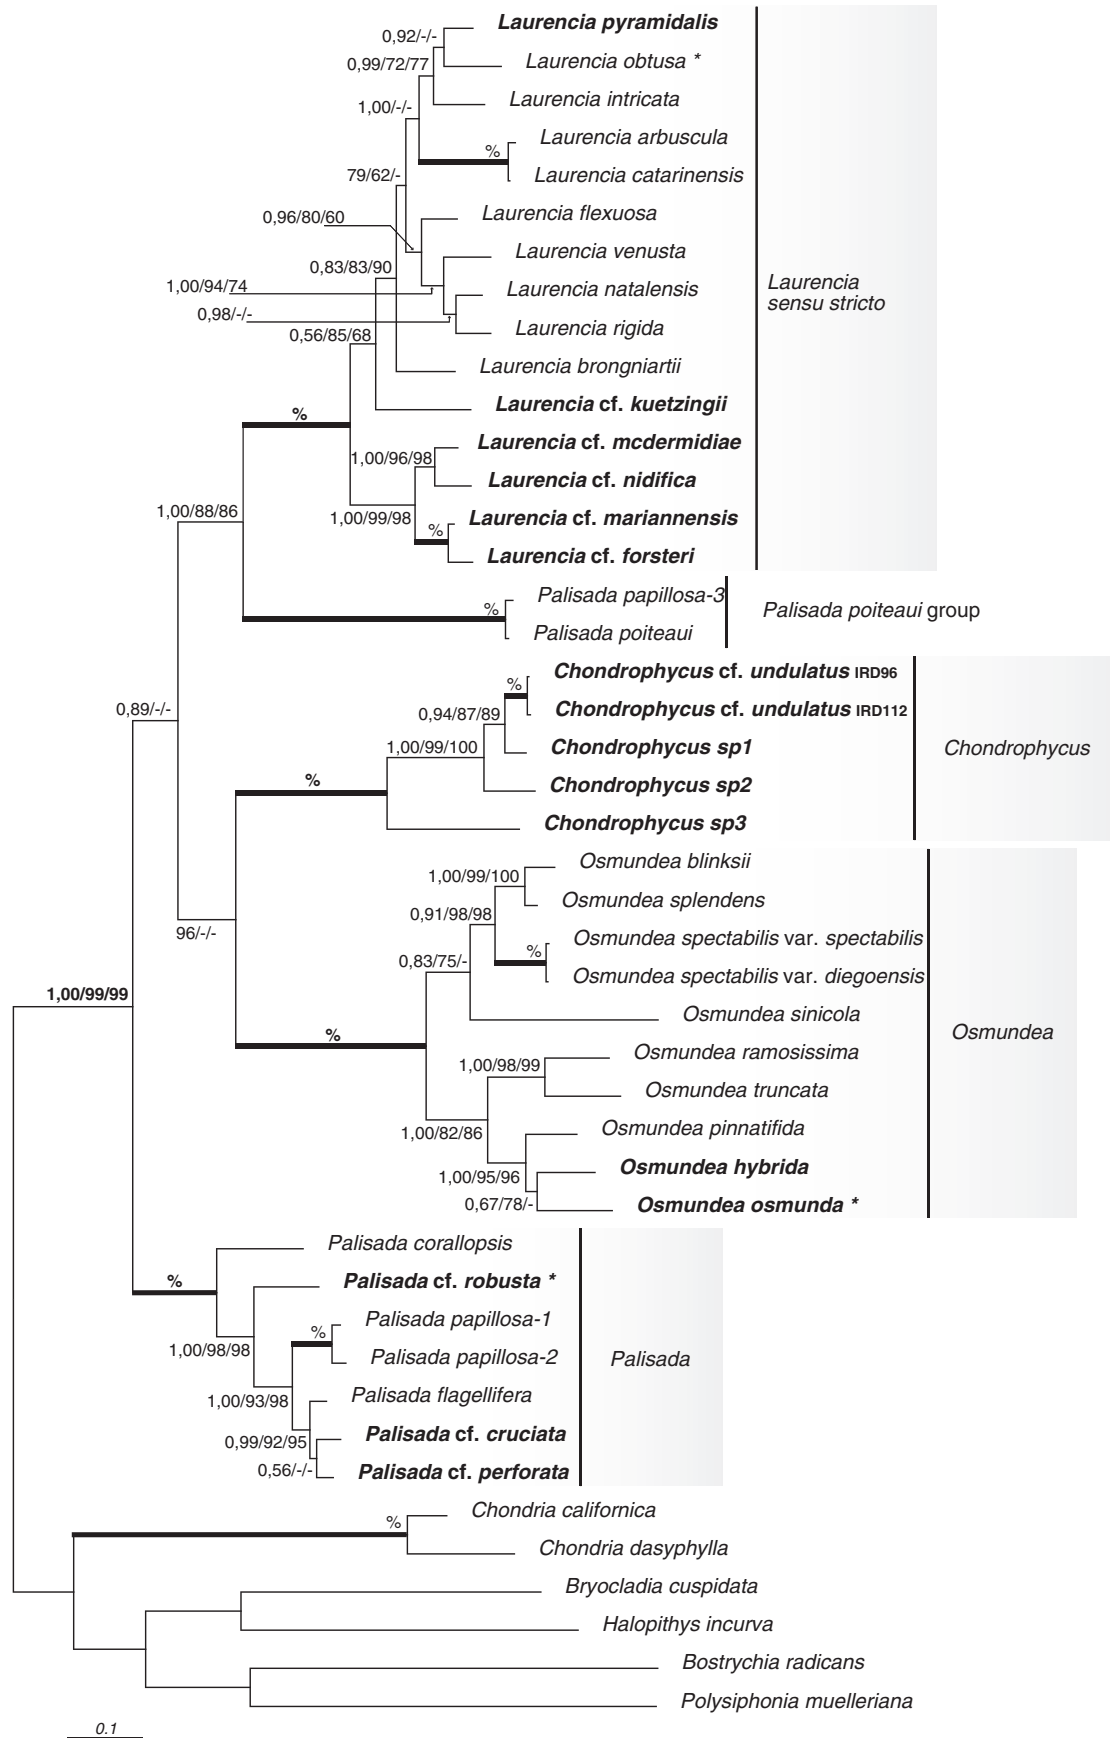 Laurencia pyramidalis
0,92/-/-
Laurencia obtusa *
0,99/72/77
Laurencia intricata
1,00/-/-
Laurencia arbuscula
%
Laurencia catarinensis
79/62/-
Laurencia flexuosa
0,96/80/60
Laurencia venusta
0,83/83/90
1,00/94/74
Laurencia natalensis
Laurencia
sensu stricto
0,98/-/-
Laurencia rigida
0,56/85/68
Laurencia brongniartii
Laurencia cf. kuetzingii
%
Laurencia cf. mcdermidiae
1,00/96/98
Laurencia cf. nidifica
1,00/88/86
1,00/99/98
Laurencia cf. mariannensis
%
Laurencia cf. forsteri
Palisada papillosa-3
%
Palisada poiteaui group
Palisada poiteaui
Chondrophycus cf. undulatus IRD96
%
Chondrophycus cf. undulatus IRD112
0,89/-/-
0,94/87/89
1,00/99/100
Chondrophycus sp1
Chondrophycus
%
Chondrophycus sp2
Chondrophycus sp3
Osmundea blinksii
1,00/99/100
Osmundea splendens
0,91/98/98
96/-/-
Osmundea spectabilis var. spectabilis
%
0,83/75/-
Osmundea spectabilis var. diegoensis
1,00/99/99
Osmundea sinicola
%
Osmundea
Osmundea ramosissima
1,00/98/99
Osmundea truncata
Osmundea pinnatifida
1,00/82/86
Osmundea hybrida
1,00/95/96
0,67/78/-
Osmundea osmunda *
Palisada corallopsis
%
Palisada cf. robusta *
Palisada papillosa-1
%
1,00/98/98
Palisada papillosa-2
Palisada
Palisada flagellifera
1,00/93/98
Palisada cf. cruciata
0,99/92/95
0,56/-/-
Palisada cf. perforata
Chondria californica
%
Chondria dasyphylla
Bryocladia cuspidata
Halopithys incurva
Bostrychia radicans
Polysiphonia muelleriana
0.1